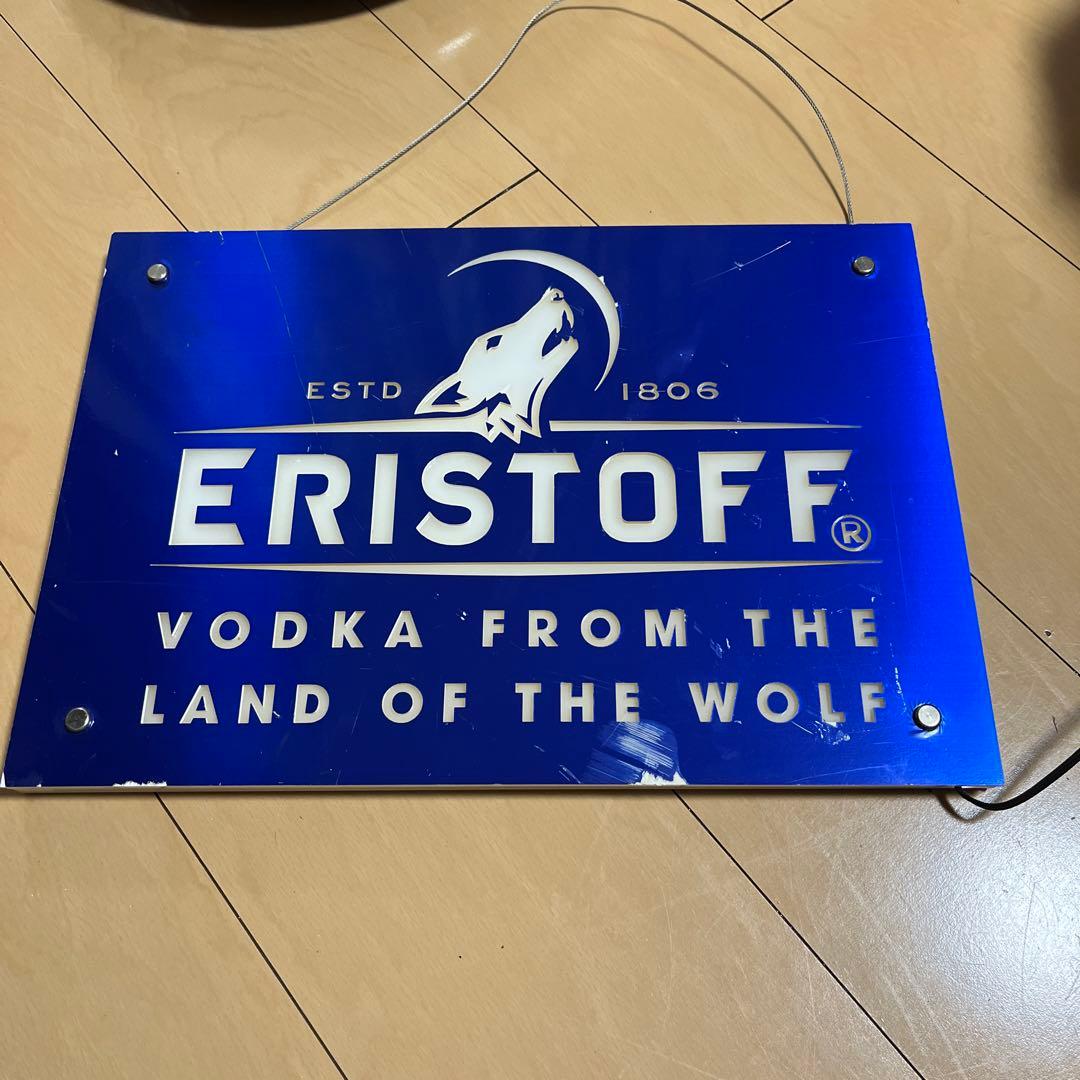 ESTD 1806
ERISTOFF®
VODKA FROM THE
LAND OF THE WOLF